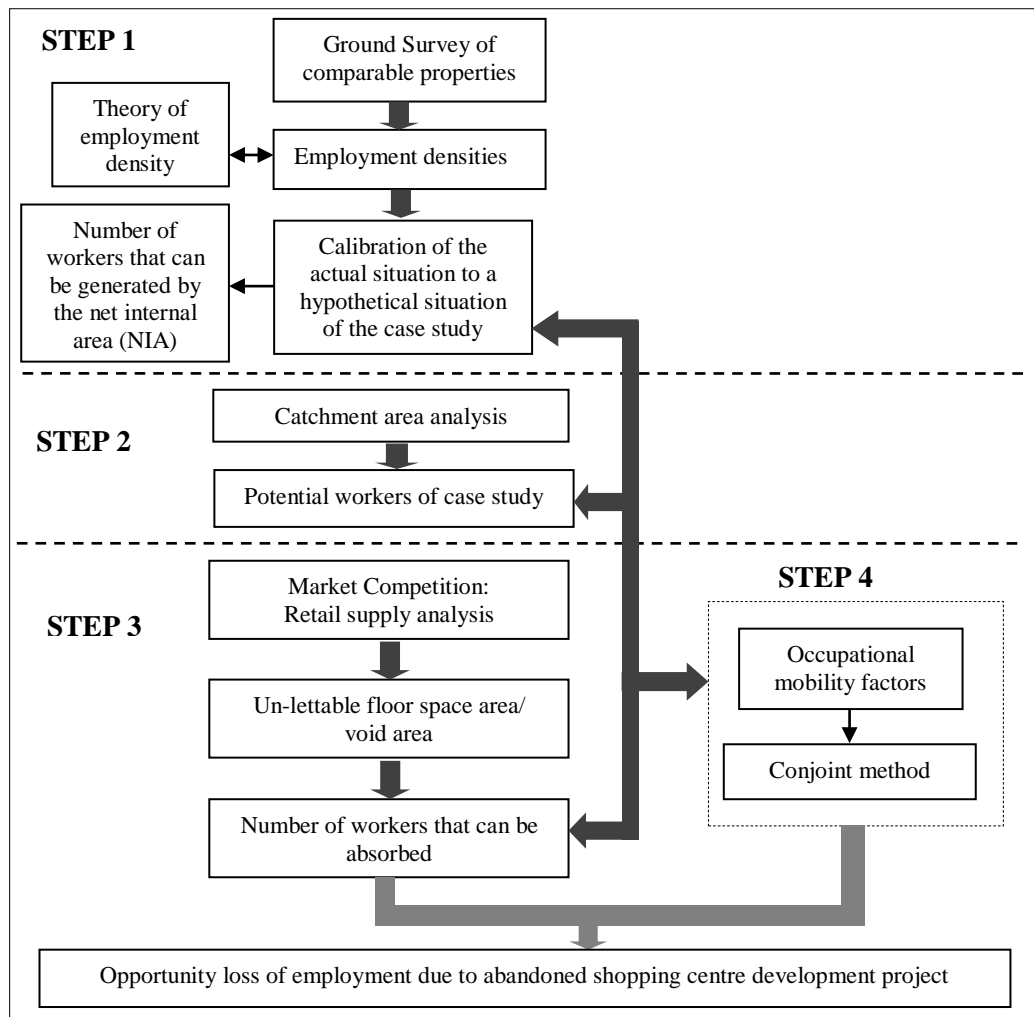 STEP 1
Ground Survey of
comparable properties
Theory of
employment
density
Employment densities
Number of
workers that can
be generated by
the net internal
area (NIA)
Calibration of the
actual situation to a
hypothetical situation
of the case study
STEP 2
Catchment area analysis
Potential workers of case study
STEP 3
Market Competition:
Retail supply analysis
Un-lettable floor space area/
void area
Number of workers that can be
absorbed
STEP 4
Occupational
mobility factors
Conjoint method
Opportunity loss of employment due to abandoned shopping centre development project